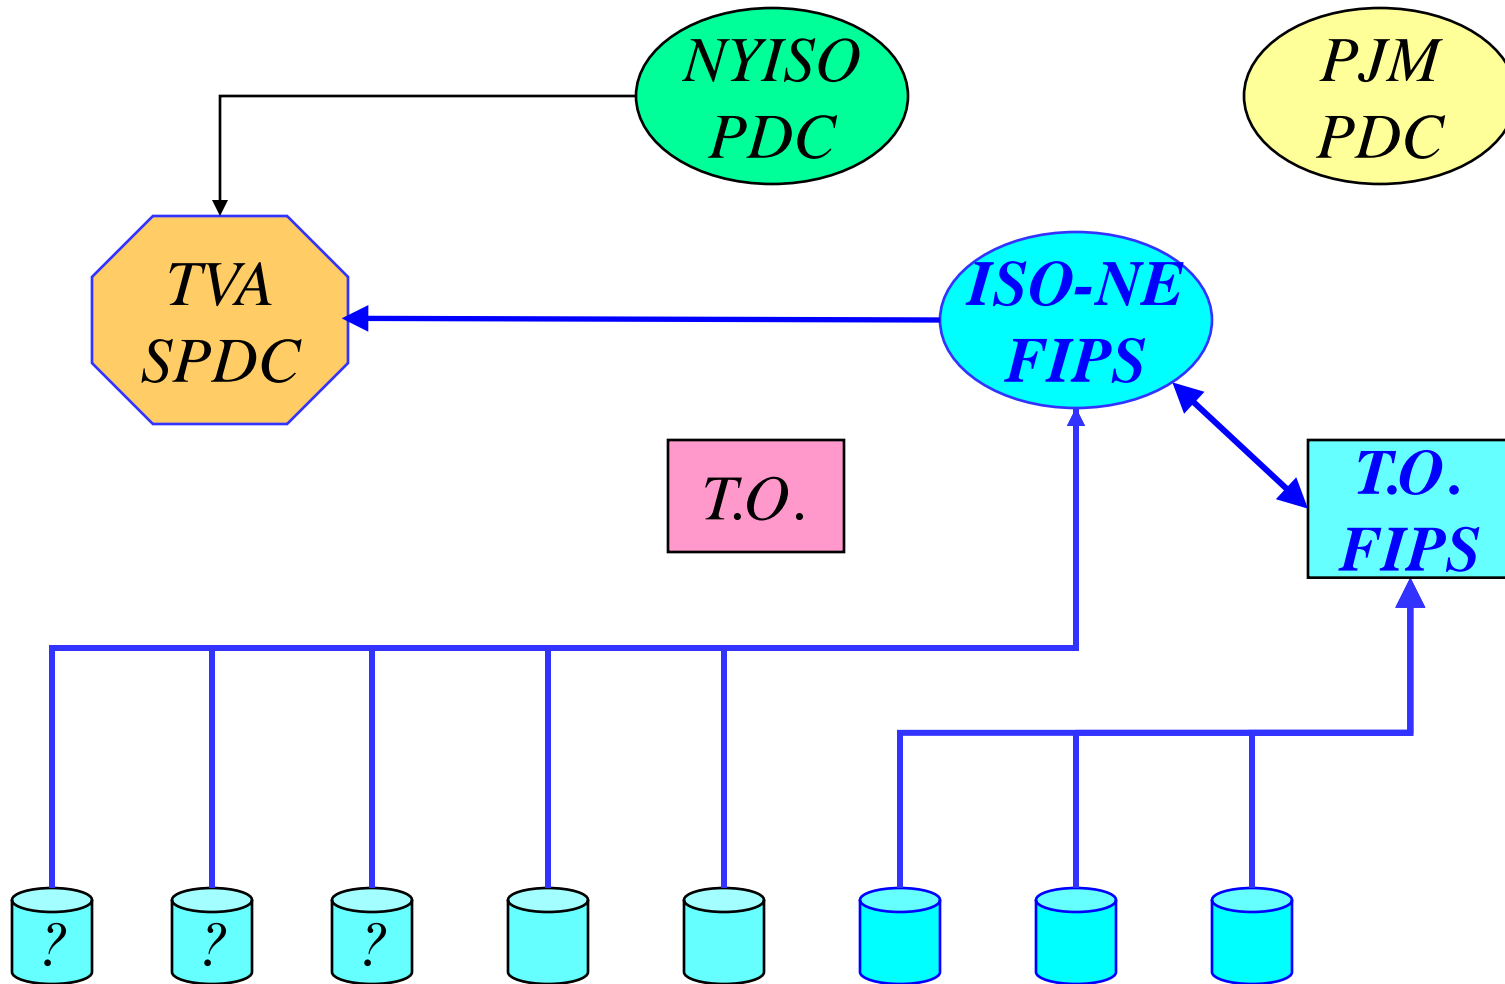 NYISO
PDC
PJM
PDC
TVA
SPDC
ISO-NE
FIPS
T.O.
T.O.
FIPS
?
?
?